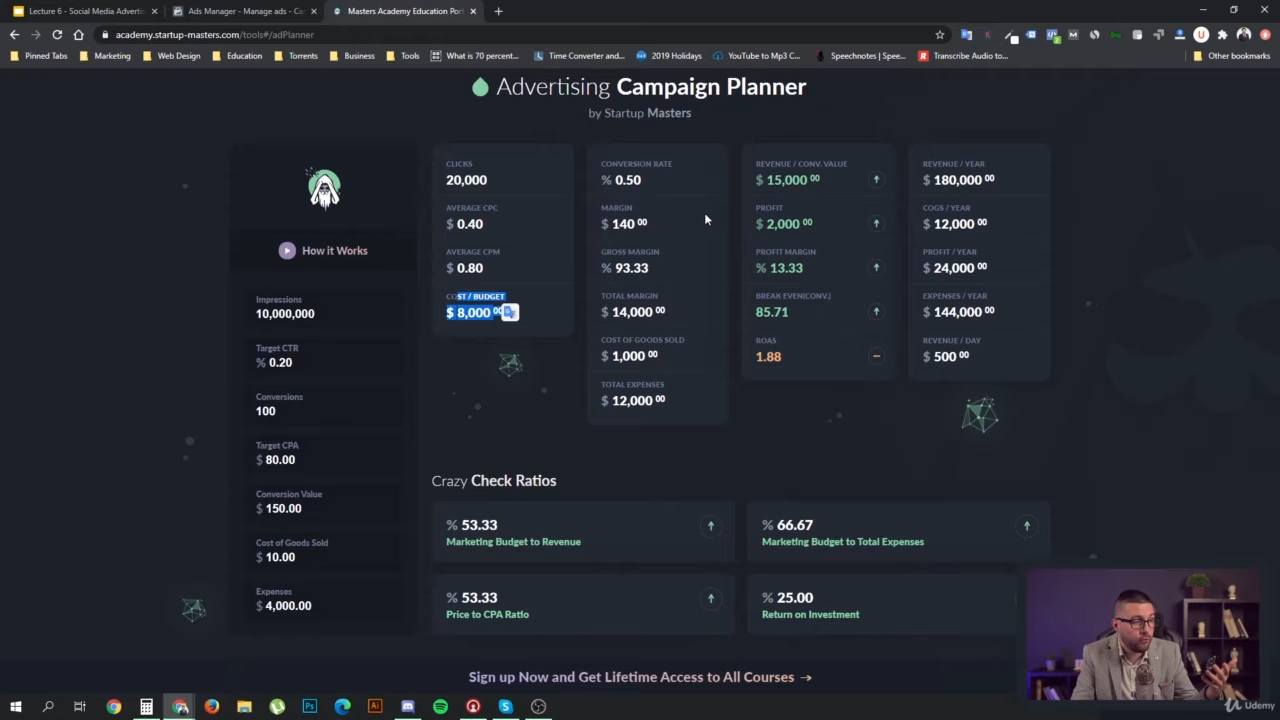 Lecture 6 - Social Media Advertis
Ads Manager - Manage ads - Ca
Masters Academy Education Por
academy.startup-masters.com/tools#/adPlanner
Pinned Tabs
Marketing
Web Design
Education
Torrents
Business
Tools
What is 70 percent...
Time Converter and...
2019 Holidays
YouTube to Mp3 C...
Speechnotes | Spee...
Transcribe Audio to...
Other bookmarks
Advertising Campaign Planner
by Startup Masters
How it Works
Impressions
10,000,000
Target CTR
% 0.20
Conversions
100
Target CPA
$ 80.00
Conversion Value
$ 150.00
Cost of Goods Sold
$ 10.00
Expenses
$ 4,000.00
CLICKS
20,000
AVERAGE CPC
$ 0.40
AVERAGE CPM
$ 0.80
COST / BUDGET
$ 8,000 00
CONVERSION RATE
% 0.50
MARGIN
$ 140 00
GROSS MARGIN
% 93.33
TOTAL MARGIN
$ 14,000 00
COST OF GOODS SOLD
$ 1,000 00
TOTAL EXPENSES
$ 12,000 00
REVENUE / CONV. VALUE
$ 15,000 00
PROFIT
$ 2,000 00
PROFIT MARGIN
% 13.33
BREAK EVEN(CONV.)
85.71
ROAS
1.88
REVENUE / YEAR
$ 180,000 00
COGS / YEAR
$ 12,000 00
PROFIT / YEAR
$ 24,000 00
EXPENSES / YEAR
$ 144,000 00
REVENUE / DAY
$ 500 00
Crazy Check Ratios
% 53.33
Marketing Budget to Revenue
% 66.67
Marketing Budget to Total Expenses
% 53.33
Price to CPA Ratio
% 25.00
Return on Investment
Sign up Now and Get Lifetime Access to All Courses →
Udemy